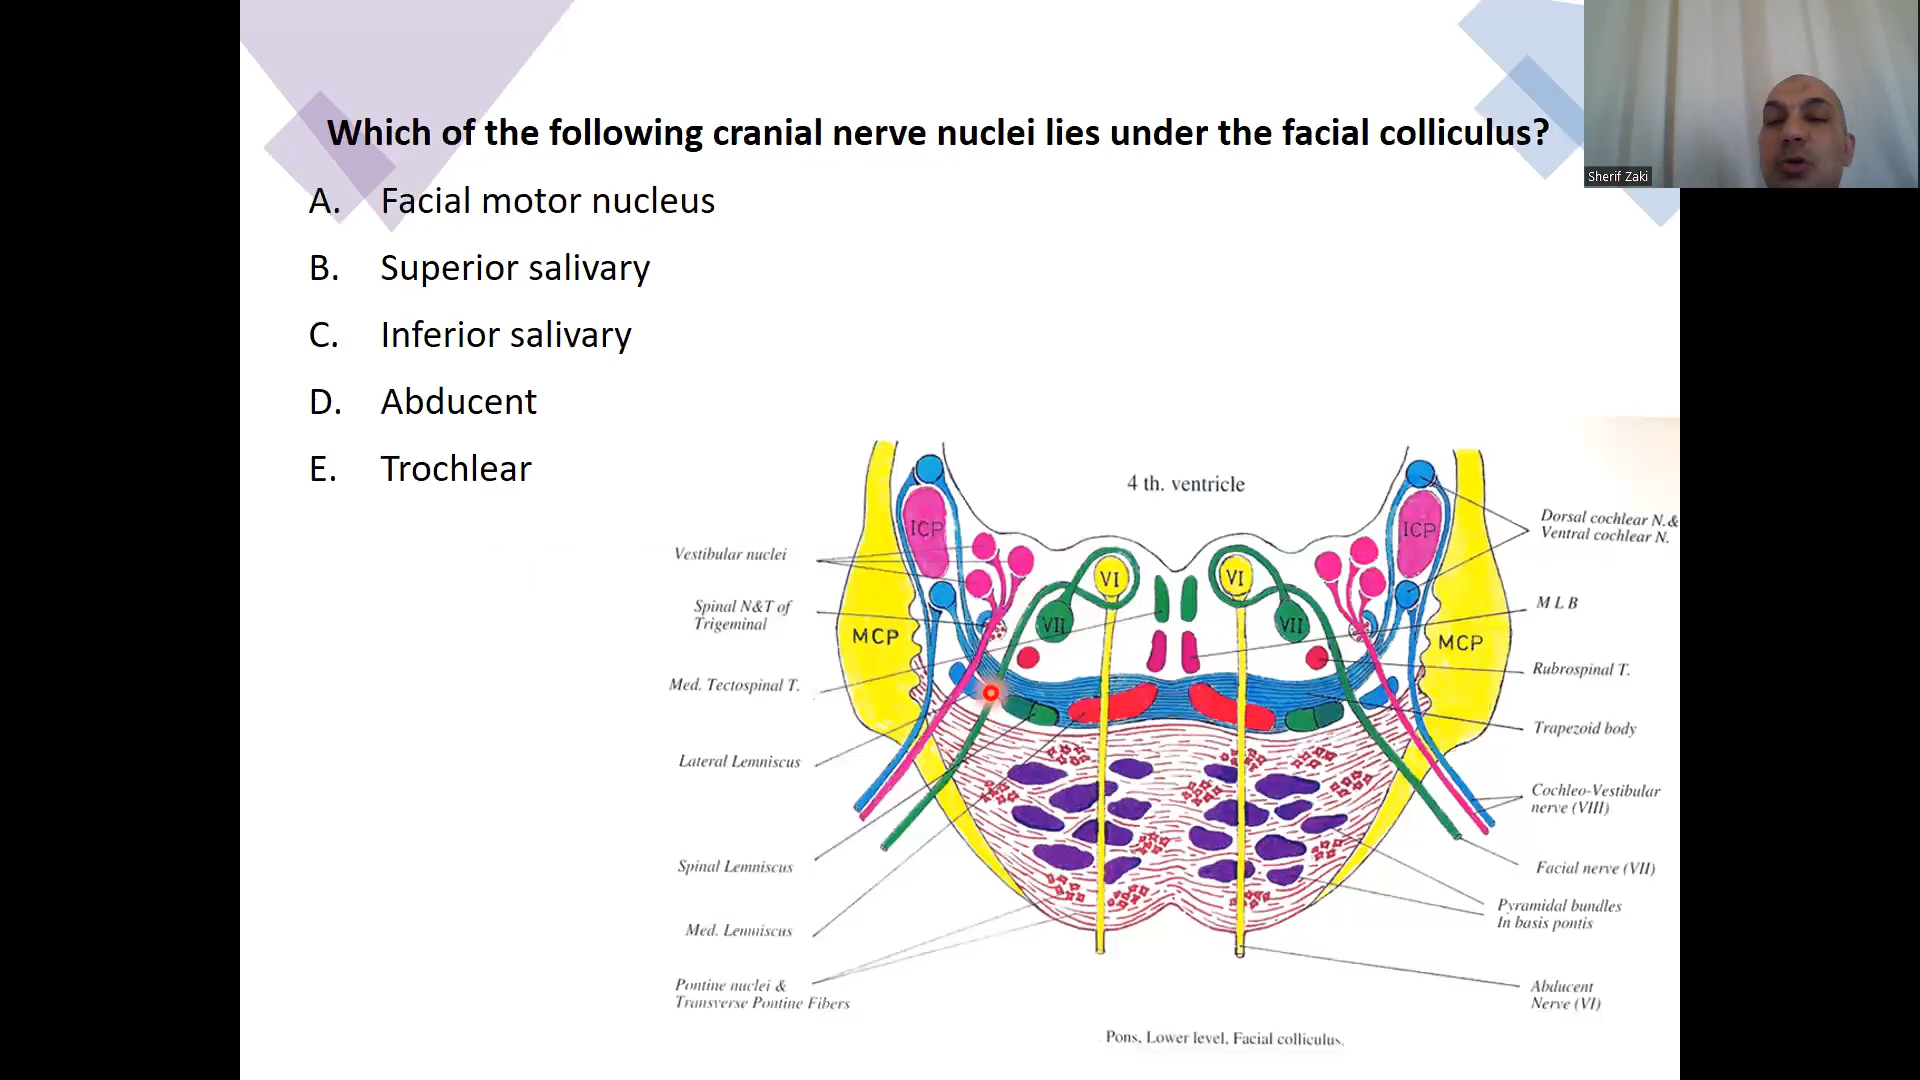 Which of the following cranial nerve nuclei lies under the facial colliculus?
Sherif Zaki
A. Facial motor nucleus
B. Superior salivary
C. Inferior salivary
D. Abducent
E. Trochlear
4 th. ventricle
ICP
ICP
Dorsal cochlear N.&
Ventral cochlear N.
Vestibular nuclei
VI
VI
Spinal N&T of
Trigeminal
M L B
VII
VII
MCP
MCP
Rubrospinal T.
Med. Tectospinal T.
Trapezoid body
Lateral Lemniscus
Cochleo-Vestibular
nerve (VIII)
Spinal Lemniscus
Facial nerve (VII)
Pyramidal bundles
In basis pontis
Med. Lemniscus
Pontine nuclei &
Transverse Pontine Fibers
Abducent
Nerve (VI)
Pons, Lower level, Facial colliculus.